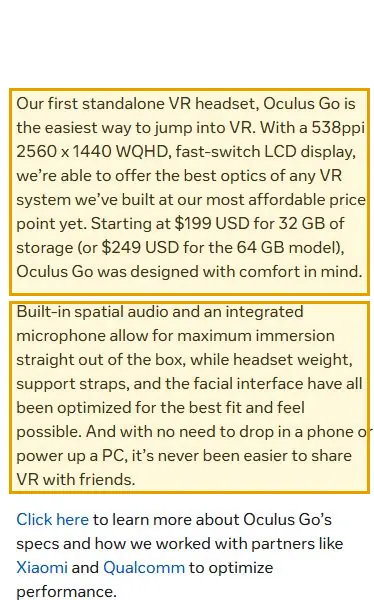 Our first standalone VR headset, Oculus Go is
the easiest way to jump into VR. With a 538ppi
2560 x 1440 WQHD, fast-switch LCD display,
we’re able to offer the best optics of any VR
system we’ve built at our most affordable price
point yet. Starting at $199 USD for 32 GB of
storage (or $249 USD for the 64 GB model),
Oculus Go was designed with comfort in mind.
Built-in spatial audio and an integrated
microphone allow for maximum immersion
straight out of the box, while headset weight,
support straps, and the facial interface have all
been optimized for the best fit and feel
possible. And with no need to drop in a phone or
power up a PC, it’s never been easier to share
VR with friends.
Click here to learn more about Oculus Go’s
specs and how we worked with partners like
Xiaomi and Qualcomm to optimize
performance.